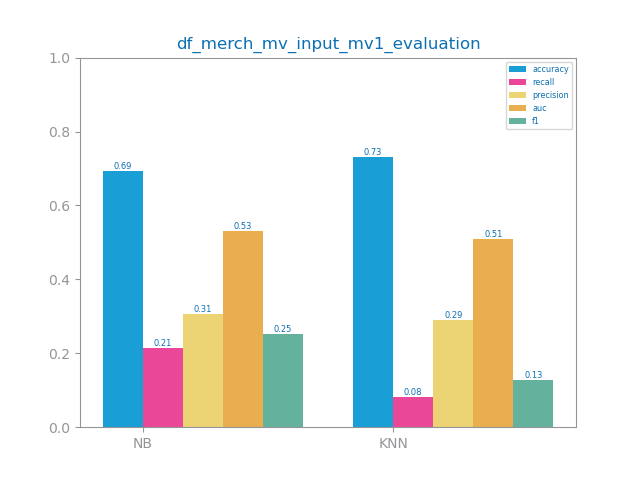 df_merch_mv_input_mv1_evaluation
1.0
0.8
0.6
0.4
0.2
0.0
accuracy
recall
precision
auc
f1
0.69
0.21
0.31
0.53
0.25
0.73
0.08
0.29
0.51
0.13
NB
KNN